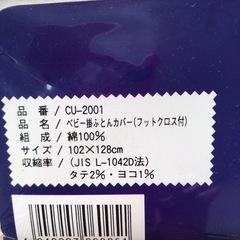 品番 / CU-2001
品名 / ベビー掛ふとんカバー(フットクロス付)
組成 / 綿100%
サイズ / 102×128cm
収縮率 / (JIS L-1042D法)
タテ2%・ヨコ1%